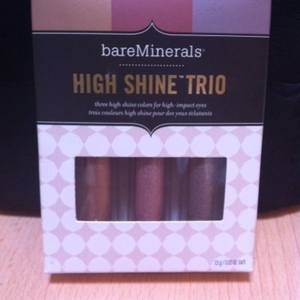 bareMinerals
HIGH SHINE™ TRIO
three high shine colors for high-impact eyes
trois couleurs high shine pour des yeux éclatants